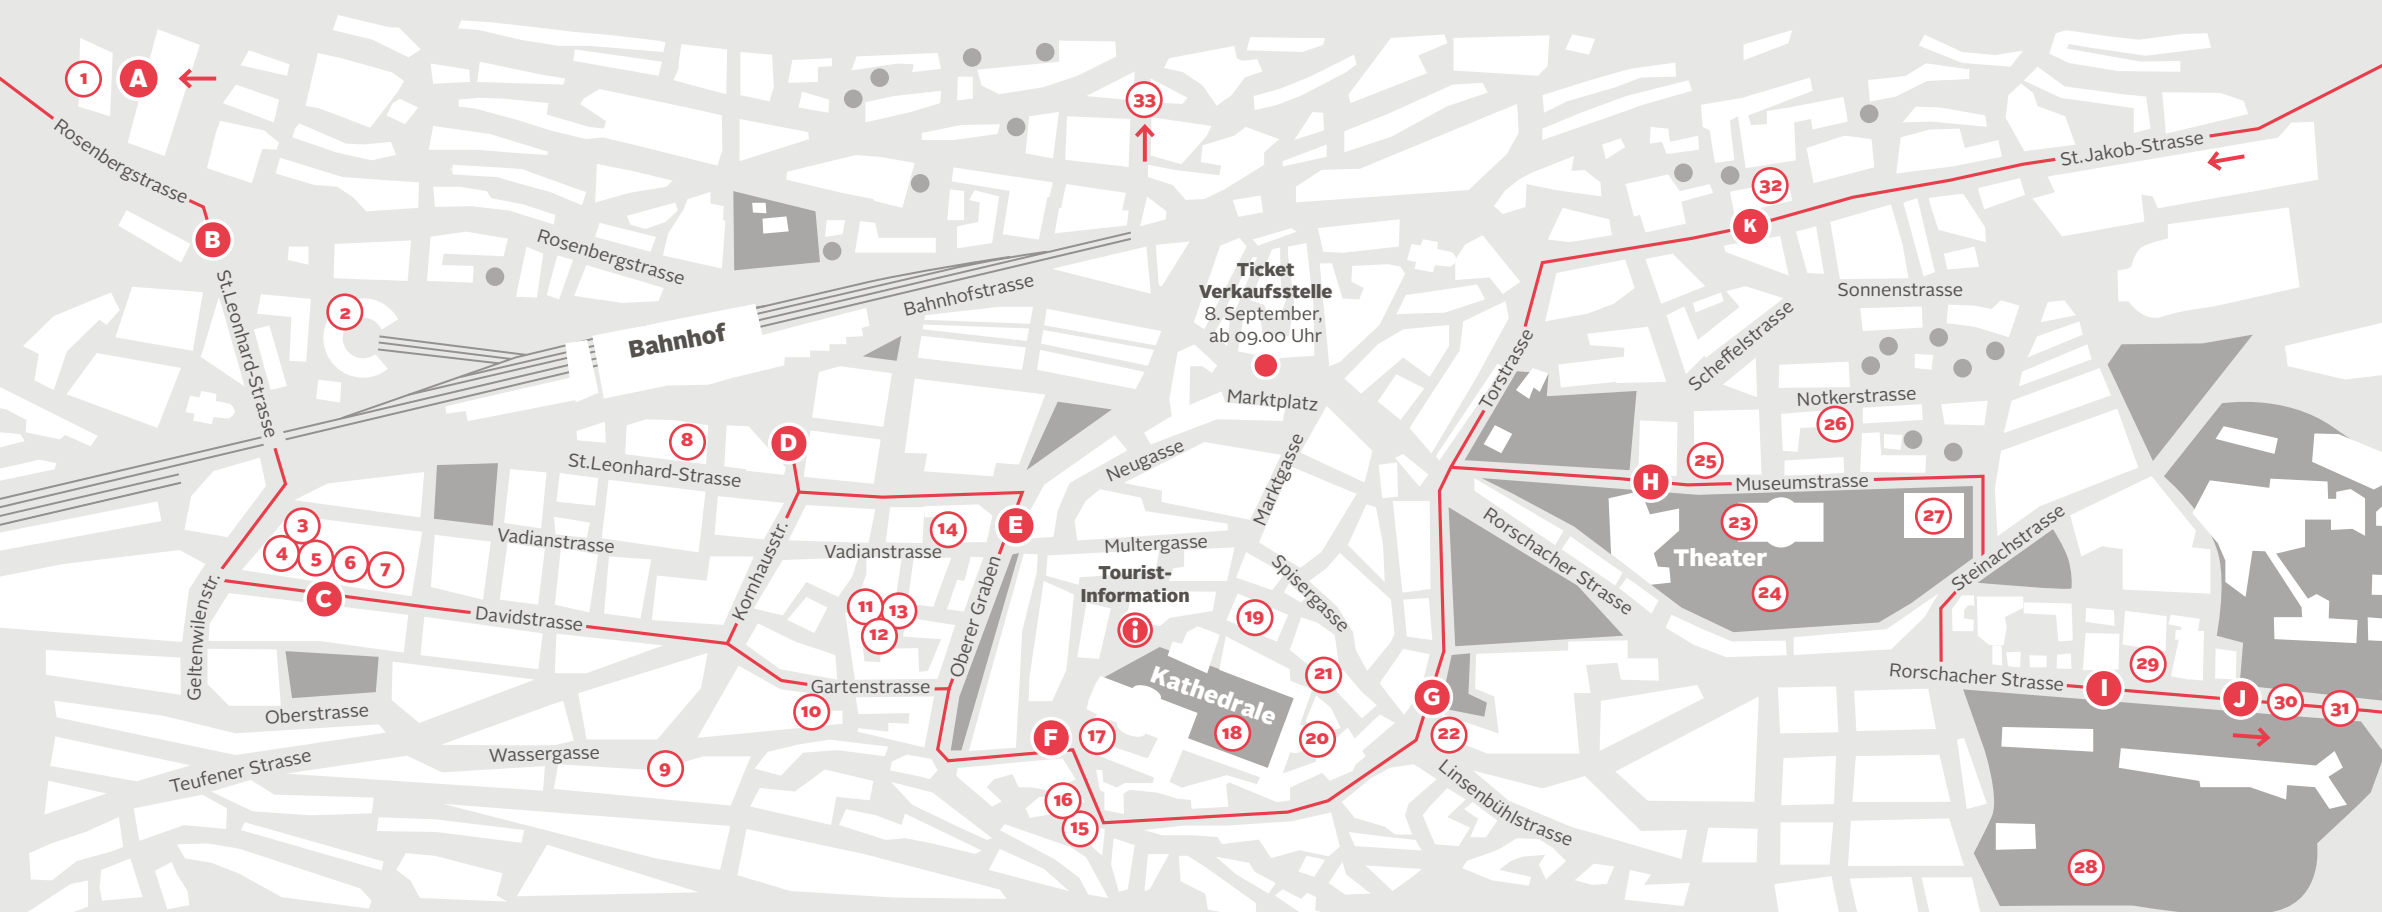 1
A
33
Rosenbergstrasse
St.Jakob-Strasse
32
K
B
Rosenbergstrasse
St.Leonhard-Strasse
2
Bahnhof
Bahnhofstrasse
Ticket
Verkaufsstelle
8. September,
ab 09.00 Uhr
Marktplatz
Sonnenstrasse
Scheffelstrasse
Torstrasse
Notkerstrasse
26
8
D
St.Leonhard-Strasse
Neugasse
Marktgasse
25
H
Museumstrasse
3
4
5
6
7
C
Vadianstrasse
Kornhausstr.
Vadianstrasse
14
E
Multergasse
Tourist-
Information
i
Spisergasse
Rorschacher Strasse
23
Theater
24
27
Steinachstrasse
Geltenwilenstr.
Davidstrasse
11
13
12
Oberer Graben
19
Gartenstrasse
10
Kathedrale
18
21
20
G
22
Rorschacher Strasse
I
29
J
30
31
Oberstrasse
Teufener Strasse
Wassergasse
9
F
17
16
15
Linsenbühlstrasse
28